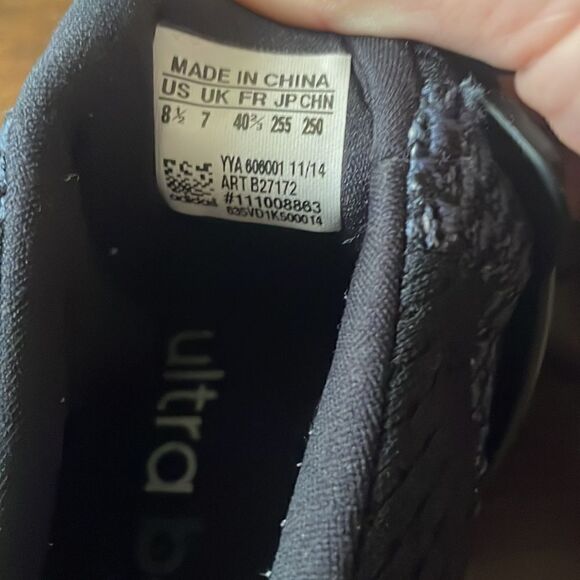 MADE IN CHINA
US UK FR JP CHN
8½ 7 40⅔ 255 250
YYA 606001 11/14
ART B27172
#111008863
adidas
635VD1K500014
ultra b